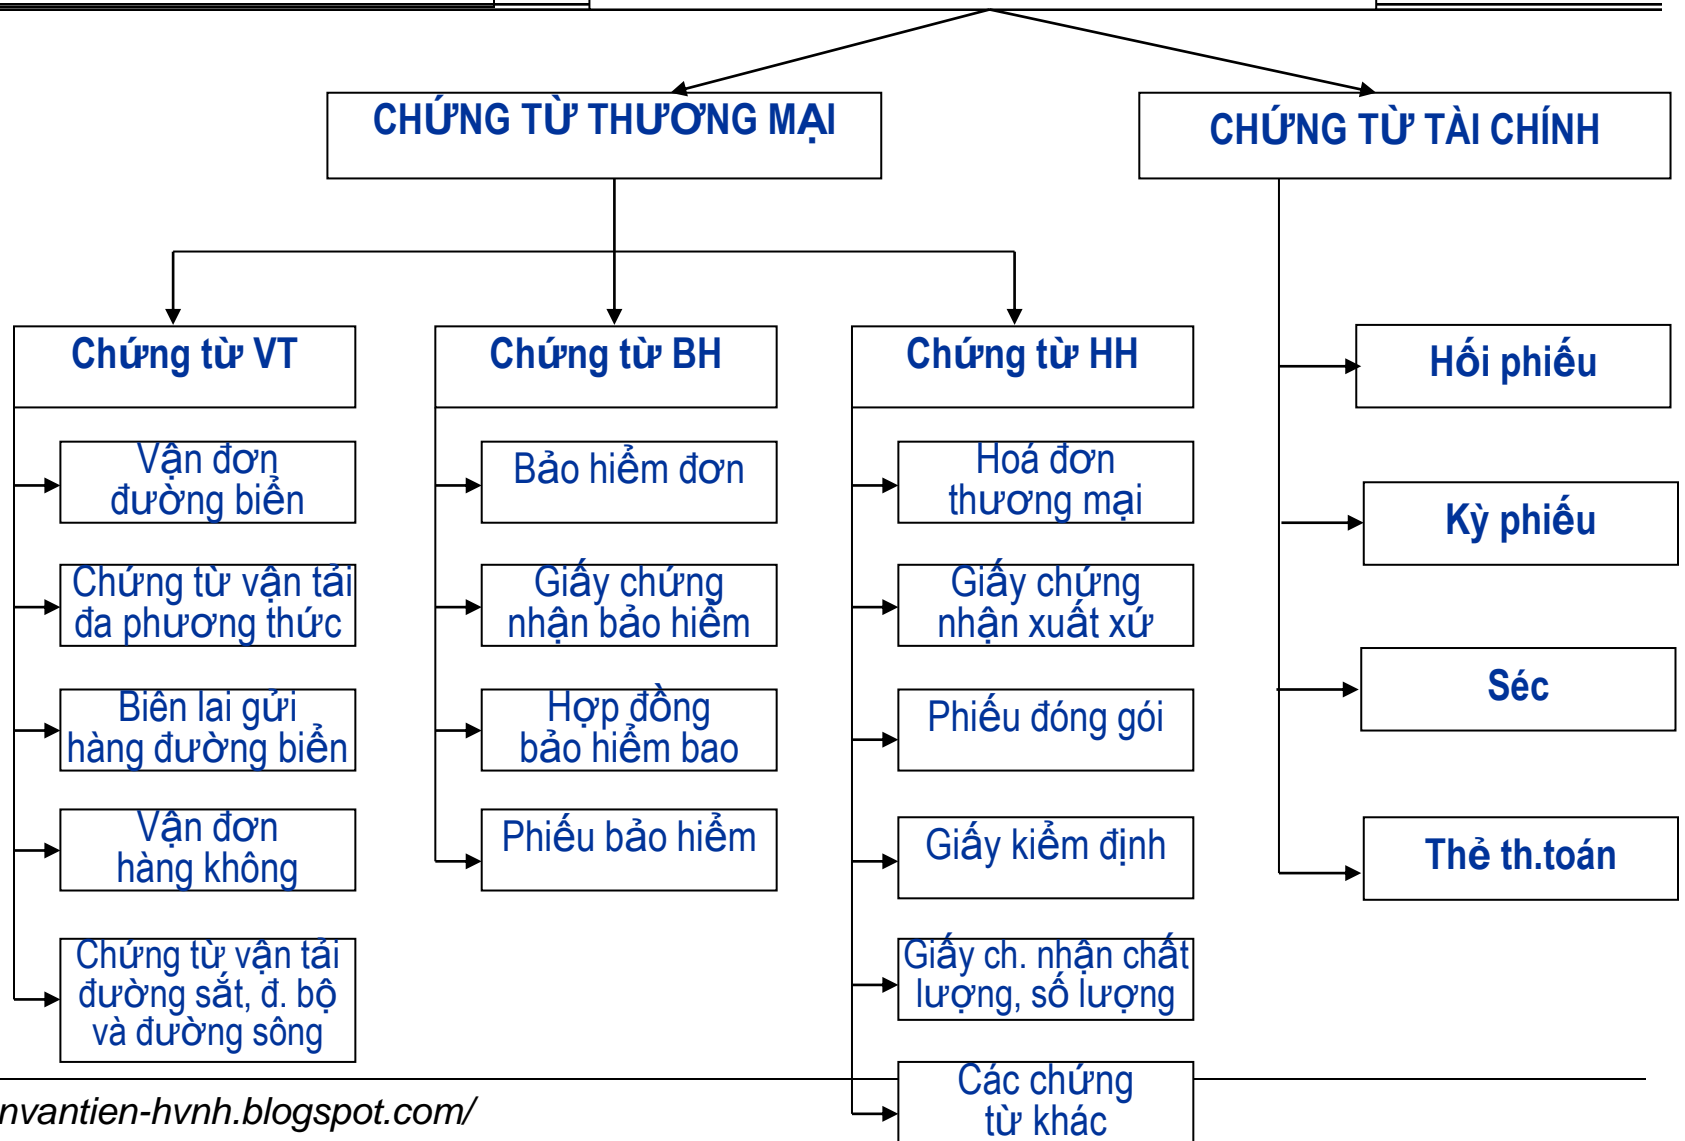 CHỨNG TỪ THƯƠNG MẠI
CHỨNG TỪ TÀI CHÍNH
Chứng từ VT
Vận đơn
đường biển
Chứng từ vận tải
đa phương thức
Biên lai gửi
hàng đường biển
Vận đơn
hàng không
Chứng từ vận tải
đường sắt, đ. bộ
và đường sông
Chứng từ BH
Bảo hiểm đơn
Giấy chứng
nhận bảo hiểm
Hợp đồng
bảo hiểm bao
Phiếu bảo hiểm
Chứng từ HH
Hoá đơn
thương mại
Giấy chứng
nhận xuất xứ
Phiếu đóng gói
Giấy kiểm định
Giấy ch. nhận chất
lượng, số lượng
Các chứng
từ khác
Hối phiếu
Kỳ phiếu
Séc
Thẻ th.toán
nvantien-hvnh.blogspot.com/